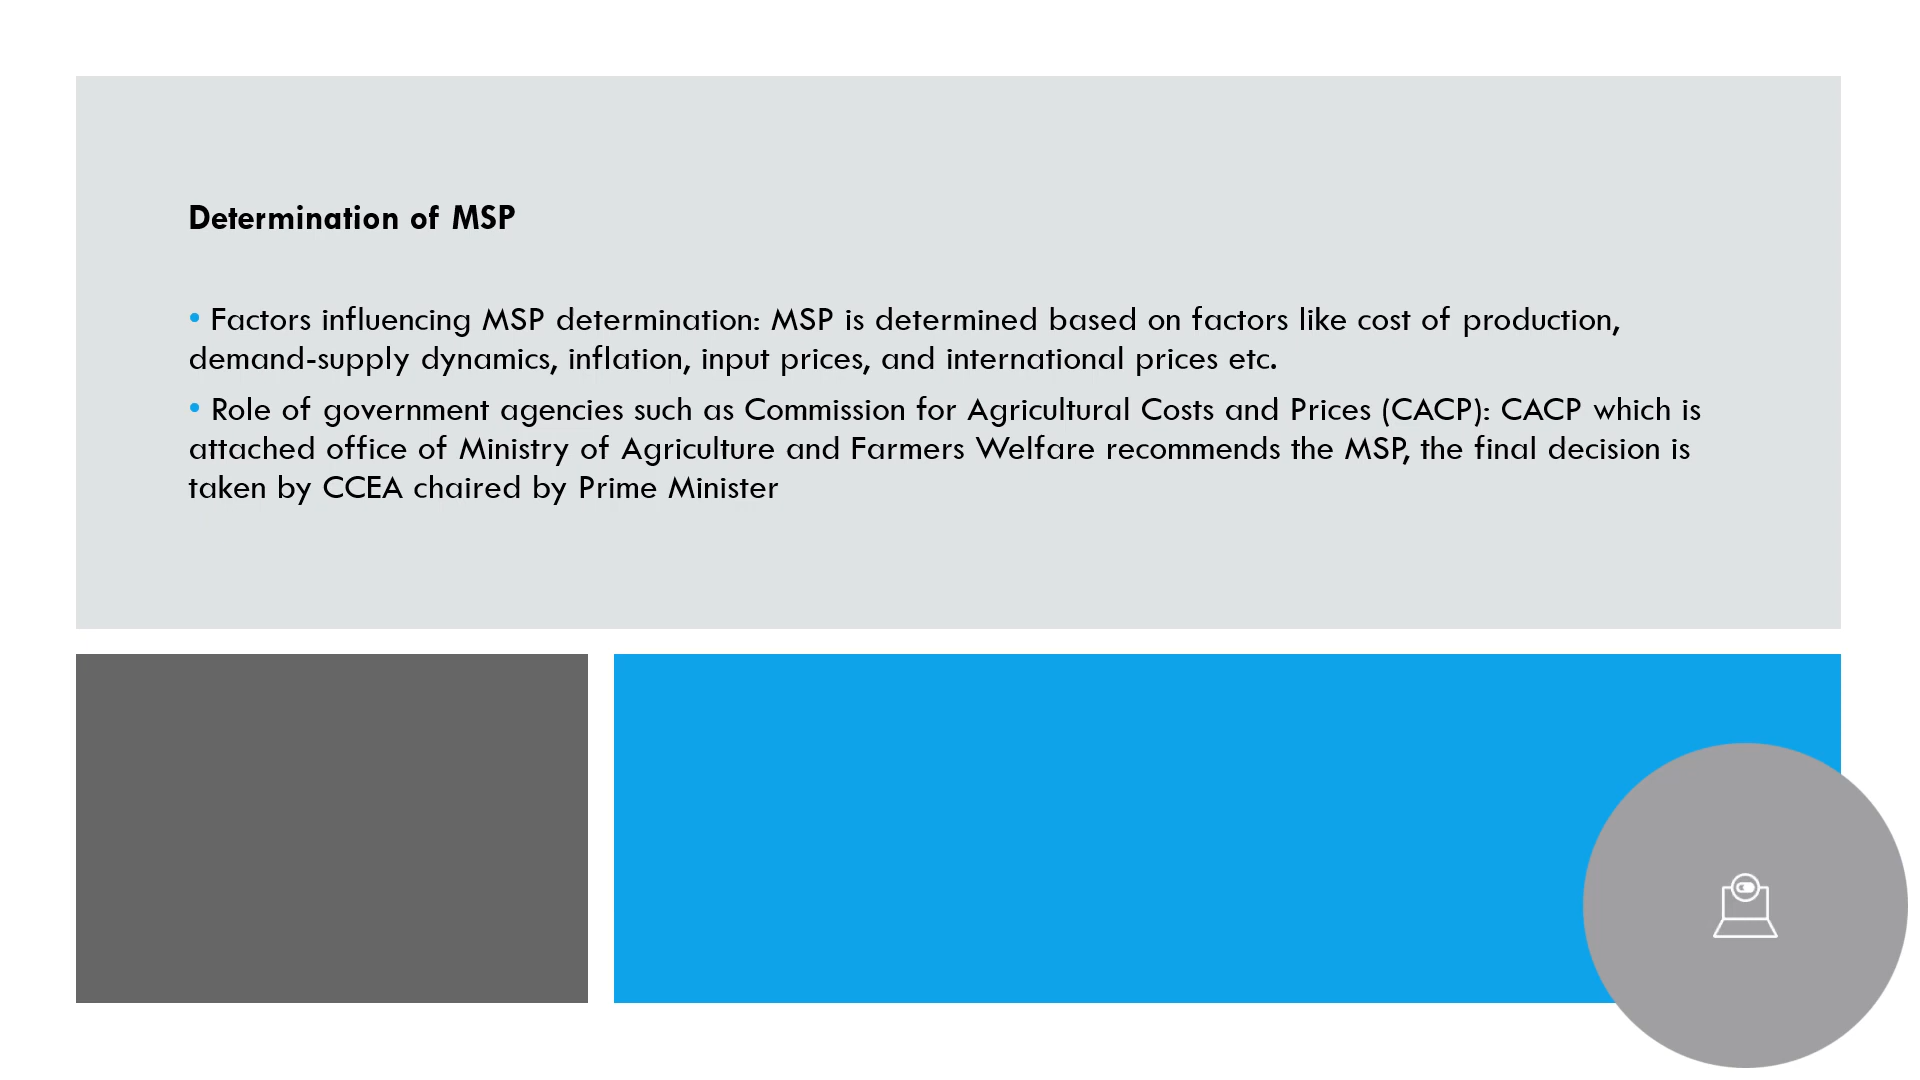 Determination of MSP
• Factors influencing MSP determination: MSP is determined based on factors like cost of production,
demand-supply dynamics, inflation, input prices, and international prices etc.
• Role of government agencies such as Commission for Agricultural Costs and Prices (CACP): CACP which is
attached office of Ministry of Agriculture and Farmers Welfare recommends the MSP, the final decision is
taken by CCEA chaired by Prime Minister